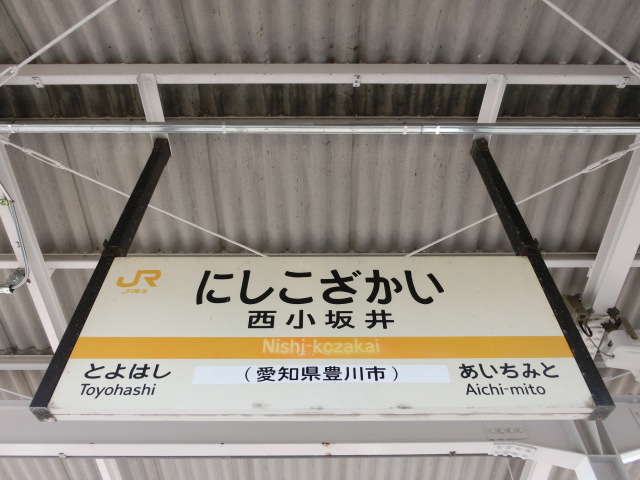 JR
JR東海
にしこざかい
西小坂井
Nishi-kozakai
とよはし
Toyohashi
（愛知県豊川市）
あいちみと
Aichi-mito